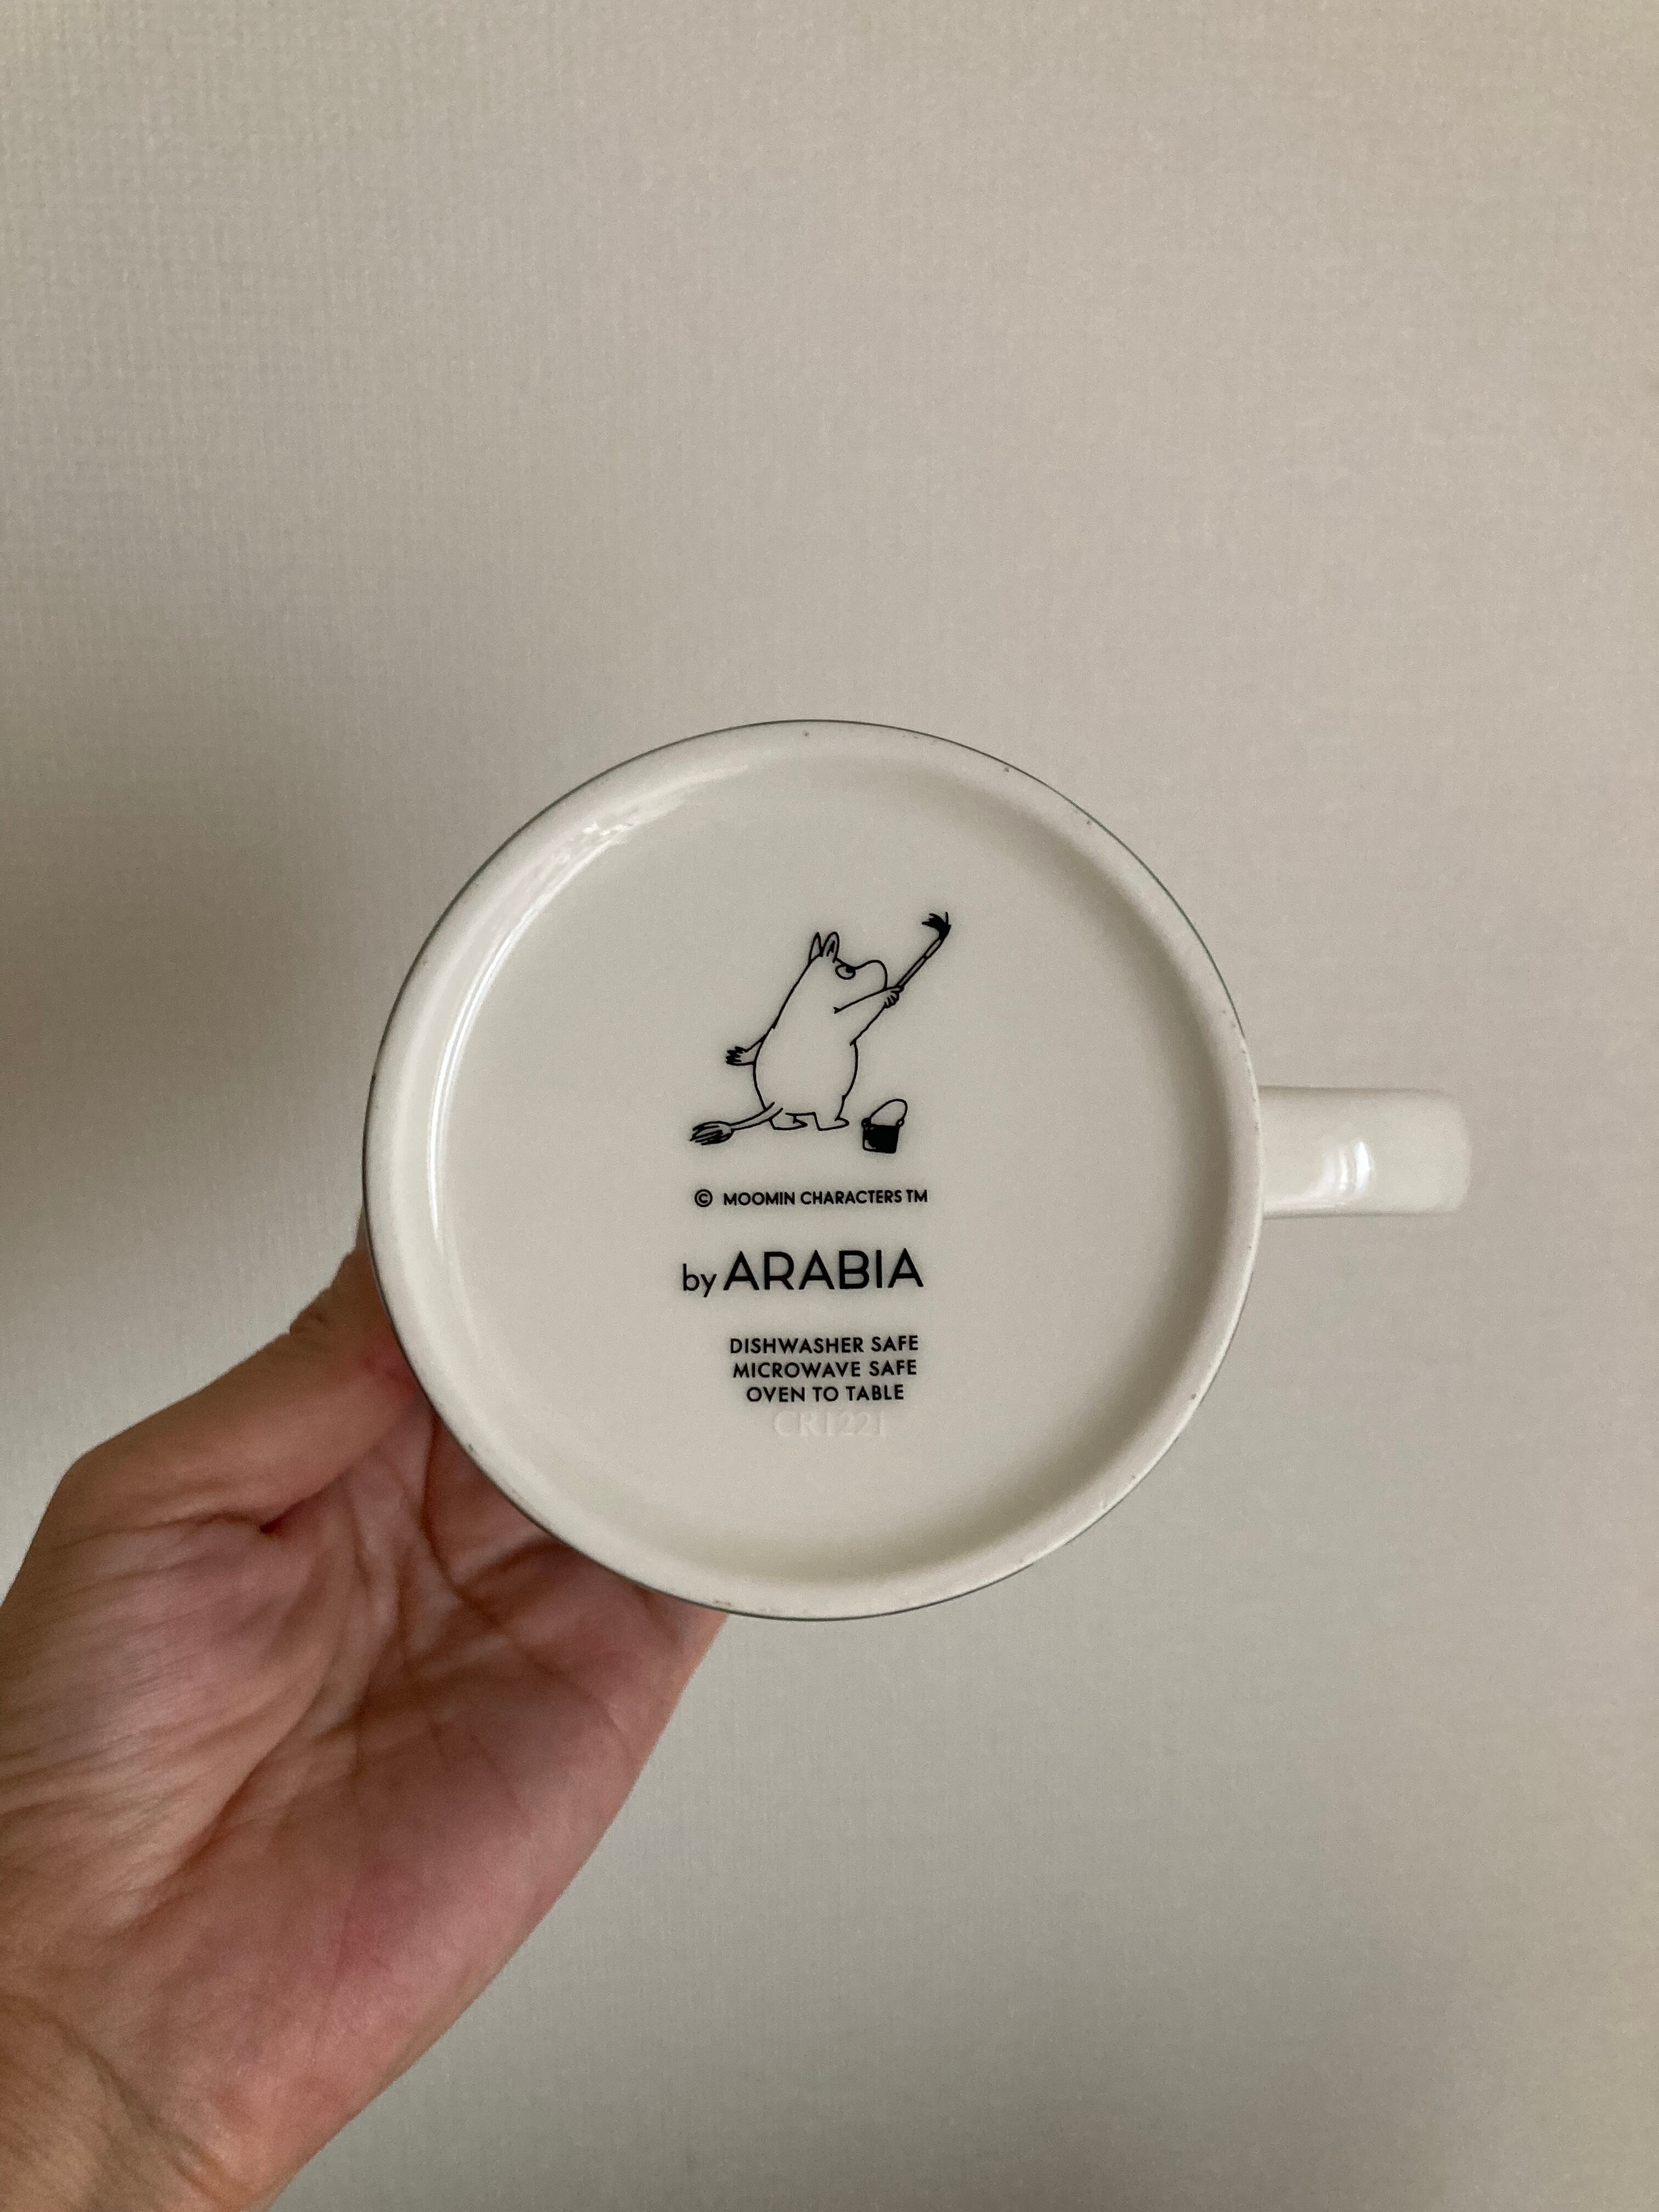 © MOOMIN CHARACTERS TM
by ARABIA
DISHWASHER SAFE
MICROWAVE SAFE
OVEN TO TABLE
CR1221